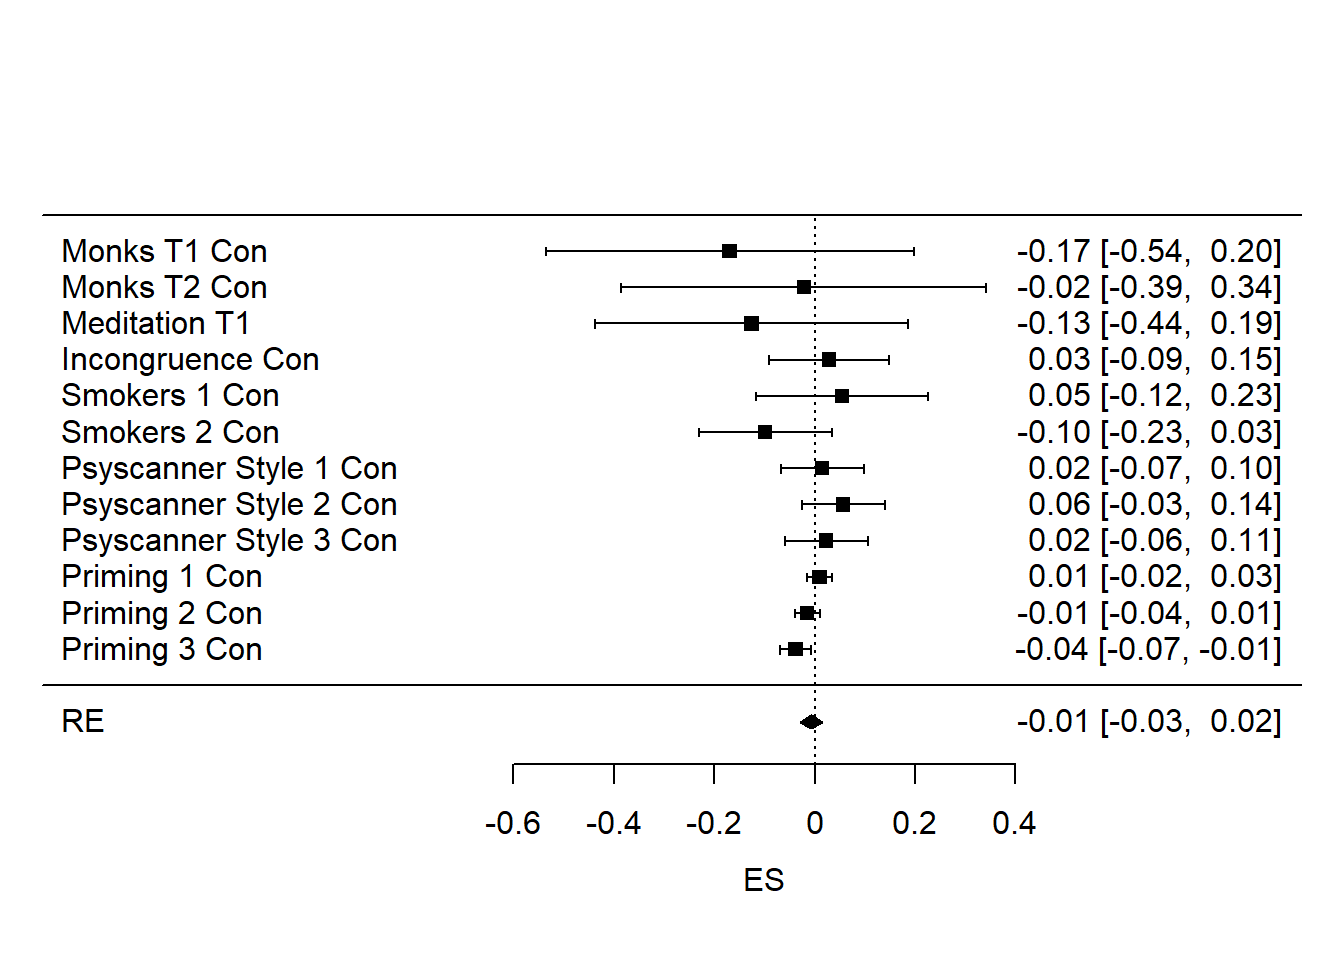 Monks T1 Con -0.17 [-0.54, 0.20]
Monks T2 Con -0.02 [-0.39, 0.34]
Meditation T1 -0.13 [-0.44, 0.19]
Incongruence Con 0.03 [-0.09, 0.15]
Smokers 1 Con 0.05 [-0.12, 0.23]
Smokers 2 Con -0.10 [-0.23, 0.03]
Psyscanner Style 1 Con 0.02 [-0.07, 0.10]
Psyscanner Style 2 Con 0.06 [-0.03, 0.14]
Psyscanner Style 3 Con 0.02 [-0.06, 0.11]
Priming 1 Con 0.01 [-0.02, 0.03]
Priming 2 Con -0.01 [-0.04, 0.01]
Priming 3 Con -0.04 [-0.07, -0.01]
RE -0.01 [-0.03, 0.02]
-0.6 -0.4 -0.2 0 0.2 0.4
ES